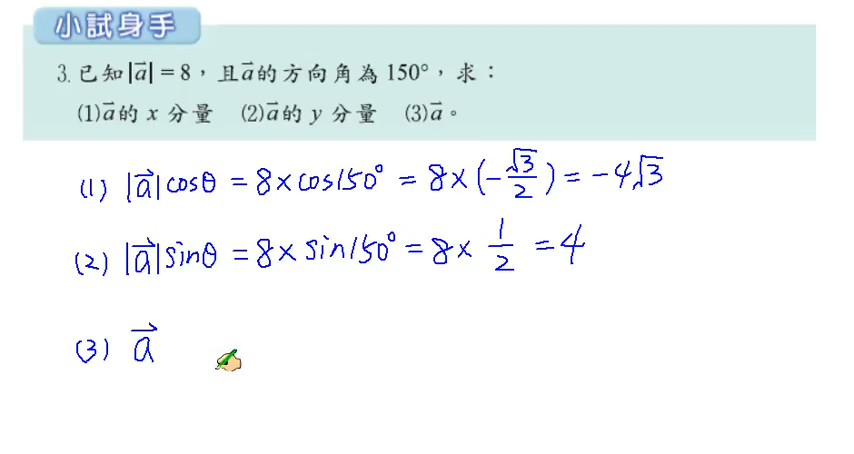 小試身手
3. 已知|a⃗|=8，且a⃗的方向角為150°，求：
(1)a⃗的 x 分量 (2)a⃗的 y 分量 (3)a⃗。
(1) |a⃗|cosθ = 8×cos150° = 8×(-√3/2) = -4√3
(2) |a⃗|sinθ = 8×sin150° = 8×1/2 = 4
(3) a⃗